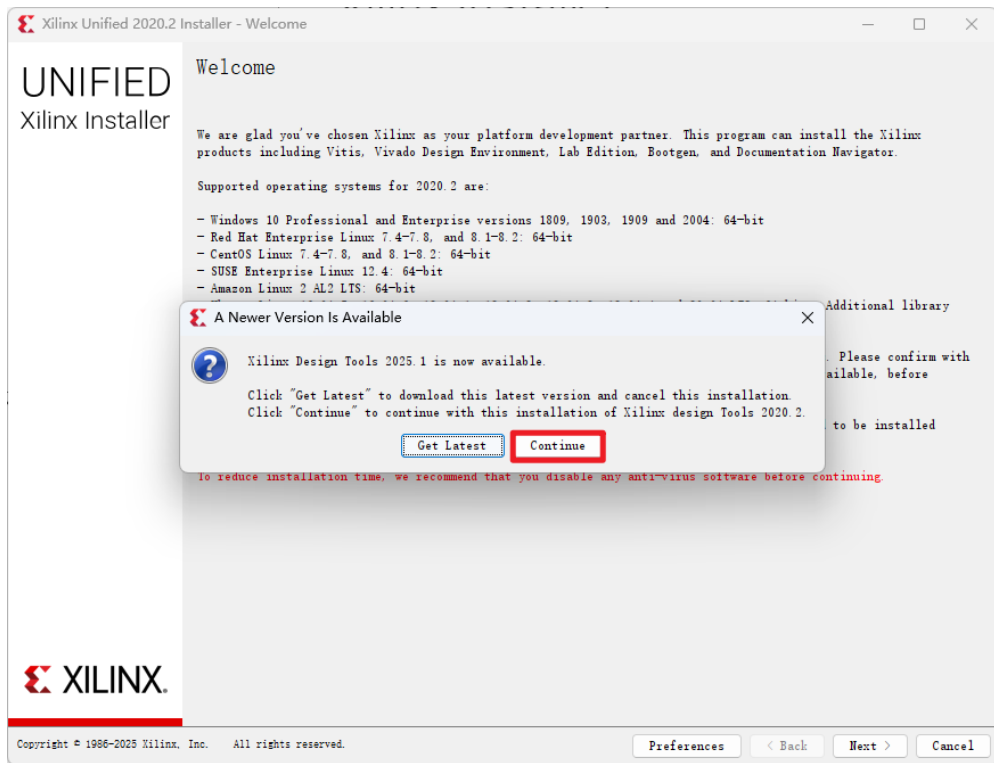 Xilinx Unified 2020.2 Installer - Welcome
UNIFIED
Xilinx Installer
Welcome
We are glad you've chosen Xilinx as your platform development partner. This program can install the Xilinx
products including Vitis, Vivado Design Environment, Lab Edition, Bootgen, and Documentation Navigator.
Supported operating systems for 2020.2 are:
- Windows 10 Professional and Enterprise versions 1809, 1903, 1909 and 2004: 64-bit
- Red Hat Enterprise Linux 7.4-7.8, and 8.1-8.2: 64-bit
- CentOS Linux 7.4-7.8, and 8.1-8.2: 64-bit
- SUSE Enterprise Linux 12.4: 64-bit
- Amazon Linux 2 AL2 LTS: 64-bit
Additional library
A Newer Version Is Available
Xilinx Design Tools 2025.1 is now available.
. Please confirm with
ailable, before
Click "Get Latest" to download this latest version and cancel this installation.
Click "Continue" to continue with this installation of Xilinx design Tools 2020.2.
to be installed
Get Latest
Continue
To reduce installation time, we recommend that you disable any anti-virus software before continuing.
XILINX.
Copyright © 1986-2025 Xilinx, Inc. All rights reserved.
Preferences
< Back
Next >
Cancel